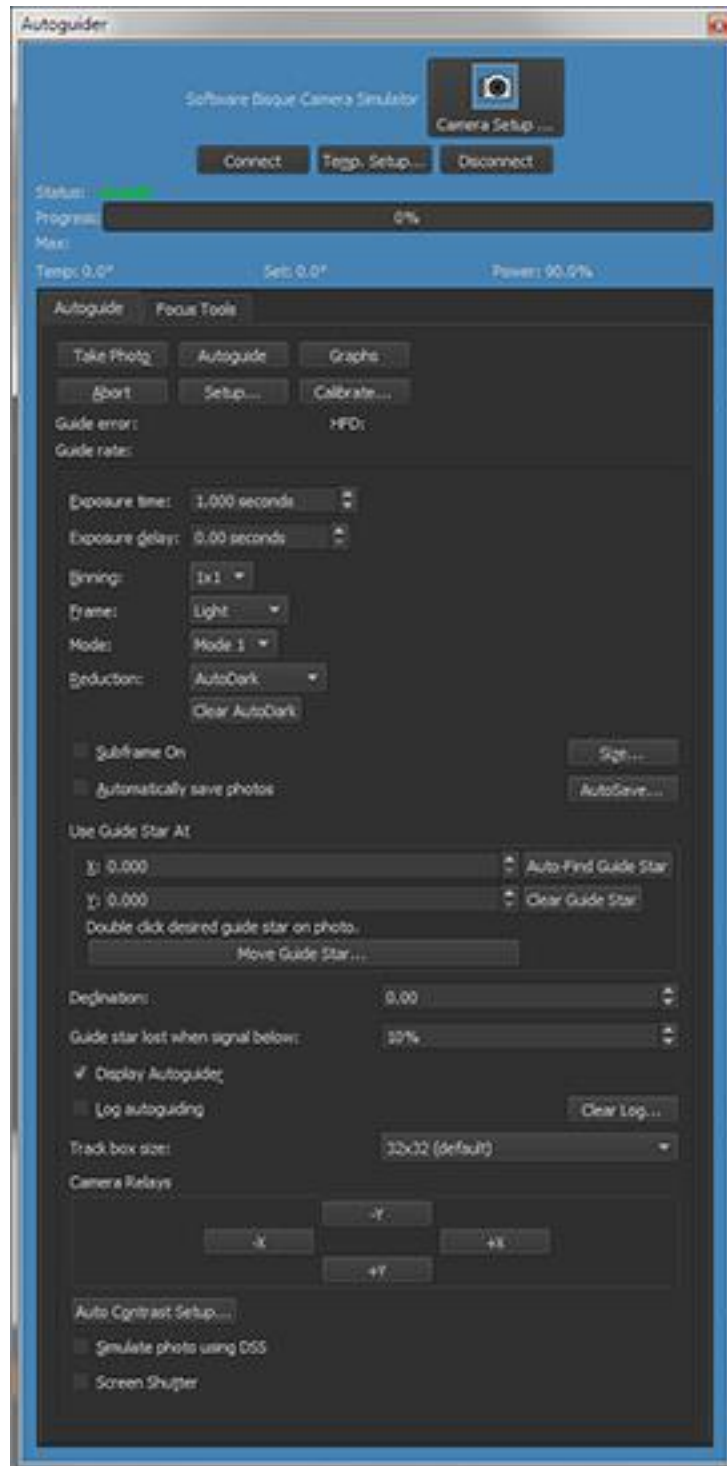 Autoguider
Software Bisque Camera Simulator
Camera Setup ...
Connect Temp. Setup... Disconnect
Status:
Progress: 0%
Max:
Temp: 0.0° Set: 0.0° Power: 90.0%
Autoguide Focus Tools
Take Photo Autoguide Graphs
Abort Setup... Calibrate...
Guide error: HFD:
Guide rate:
Exposure time: 1.000 seconds
Exposure delay: 0.00 seconds
Binning: 1x1
Frame: Light
Mode: Mode 1
Reduction: AutoDark
Clear AutoDark
Subframe On Size...
Automatically save photos AutoSave...
Use Guide Star At
X: 0.000 Auto-Find Guide Star
Y: 0.000 Clear Guide Star
Double click desired guide star on photo.
Move Guide Star...
Declination: 0.00
Guide star lost when signal below: 10%
Display Autoguider
Log autoguiding Clear Log...
Track box size: 32x32 (default)
Camera Relays
-Y
-X +X
+Y
Auto Contrast Setup...
Simulate photo using DSS
Screen Shutter